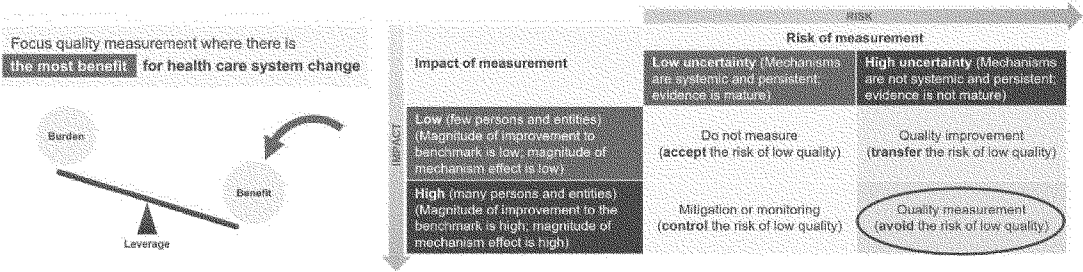 Focus quality measurement where there is
the most benefit for health care system change
Burden
Benefit
Leverage
RISK
IMPACT
Risk of measurement
Impact of measurement
Low uncertainty (Mechanisms
are systemic and persistent;
evidence is mature)
High uncertainty (Mechanisms
are not systemic and persistent;
evidence is not mature)
Low (few persons and entities)
(Magnitude of improvement to
benchmark is low; magnitude of
mechanism effect is low)
Do not measure
(accept the risk of low quality)
Quality improvement
(transfer the risk of low quality)
High (many persons and entities)
(Magnitude of improvement to the
benchmark is high; magnitude of
mechanism effect is high)
Mitigation or monitoring
(control the risk of low quality)
Quality measurement
(avoid the risk of low quality)